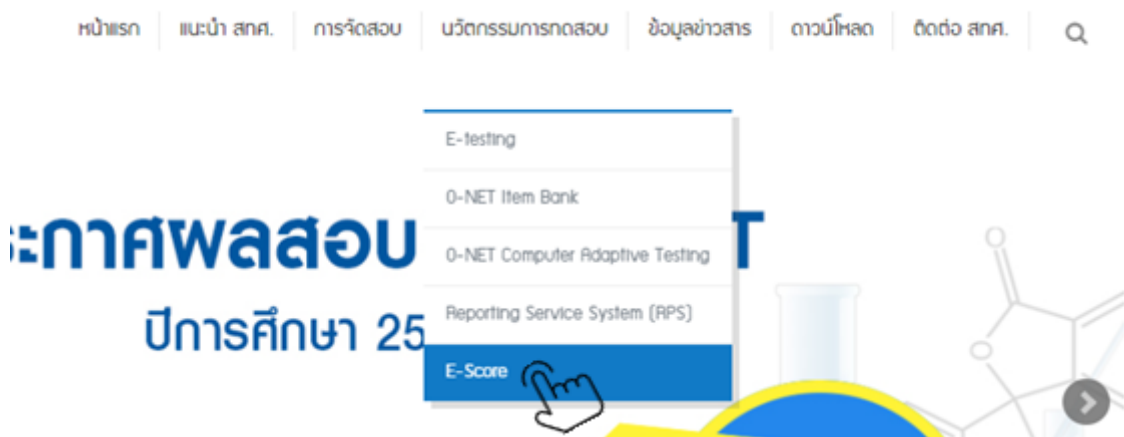 หน้าแรก แนะนำ สทศ. การจัดสอบ นวัตกรรมการทดสอบ ข้อมูลข่าวสาร ดาวน์โหลด ติดต่อ สทศ.
E-testing
O-NET Item Bank
ะกาศผลสอบ T
O-NET Computer Adaptive Testing
Reporting Service System (RPS)
ปีการศึกษา 25
E-Score